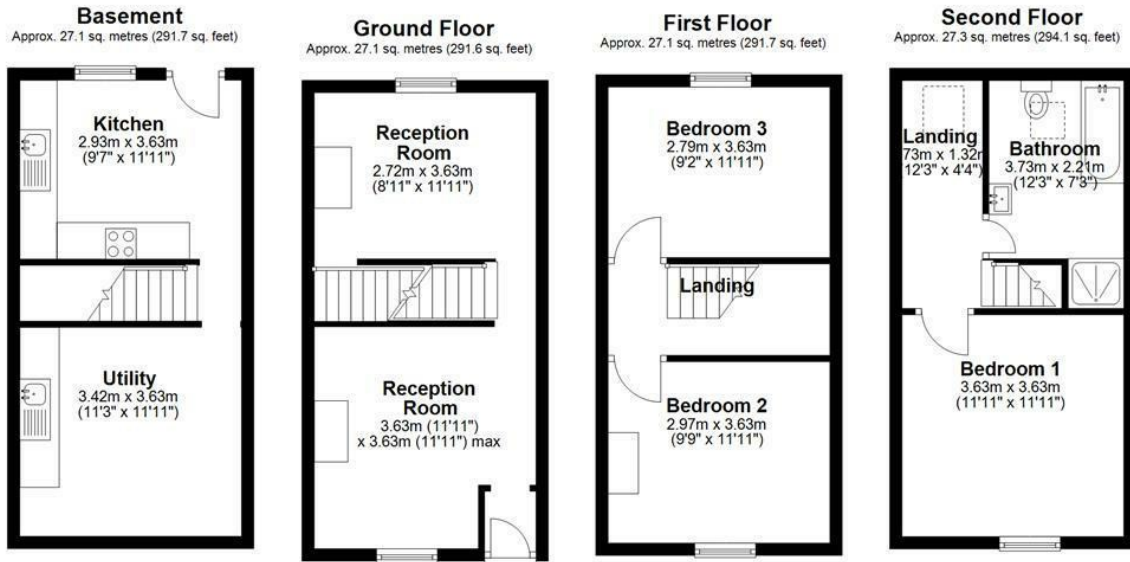 Basement
Approx. 27.1 sq. metres (291.7 sq. feet)
Kitchen
2.93m x 3.63m
(9'7" x 11'11")
Utility
3.42m x 3.63m
(11'3" x 11'11")
Ground Floor
Approx. 27.1 sq. metres (291.6 sq. feet)
Reception
Room
2.72m x 3.63m
(8'11" x 11'11")
Reception
Room
3.63m (11'11")
x 3.63m (11'11") max
First Floor
Approx. 27.1 sq. metres (291.7 sq. feet)
Bedroom 3
2.79m x 3.63m
(9'2" x 11'11")
Landing
Bedroom 2
2.97m x 3.63m
(9'9" x 11'11")
Second Floor
Approx. 27.3 sq. metres (294.1 sq. feet)
Landing
73m x 1.32m
12'3" x 4'4")
Bathroom
3.73m x 2.21m
(12'3" x 7'3")
Bedroom 1
3.63m x 3.63m
(11'11" x 11'11")